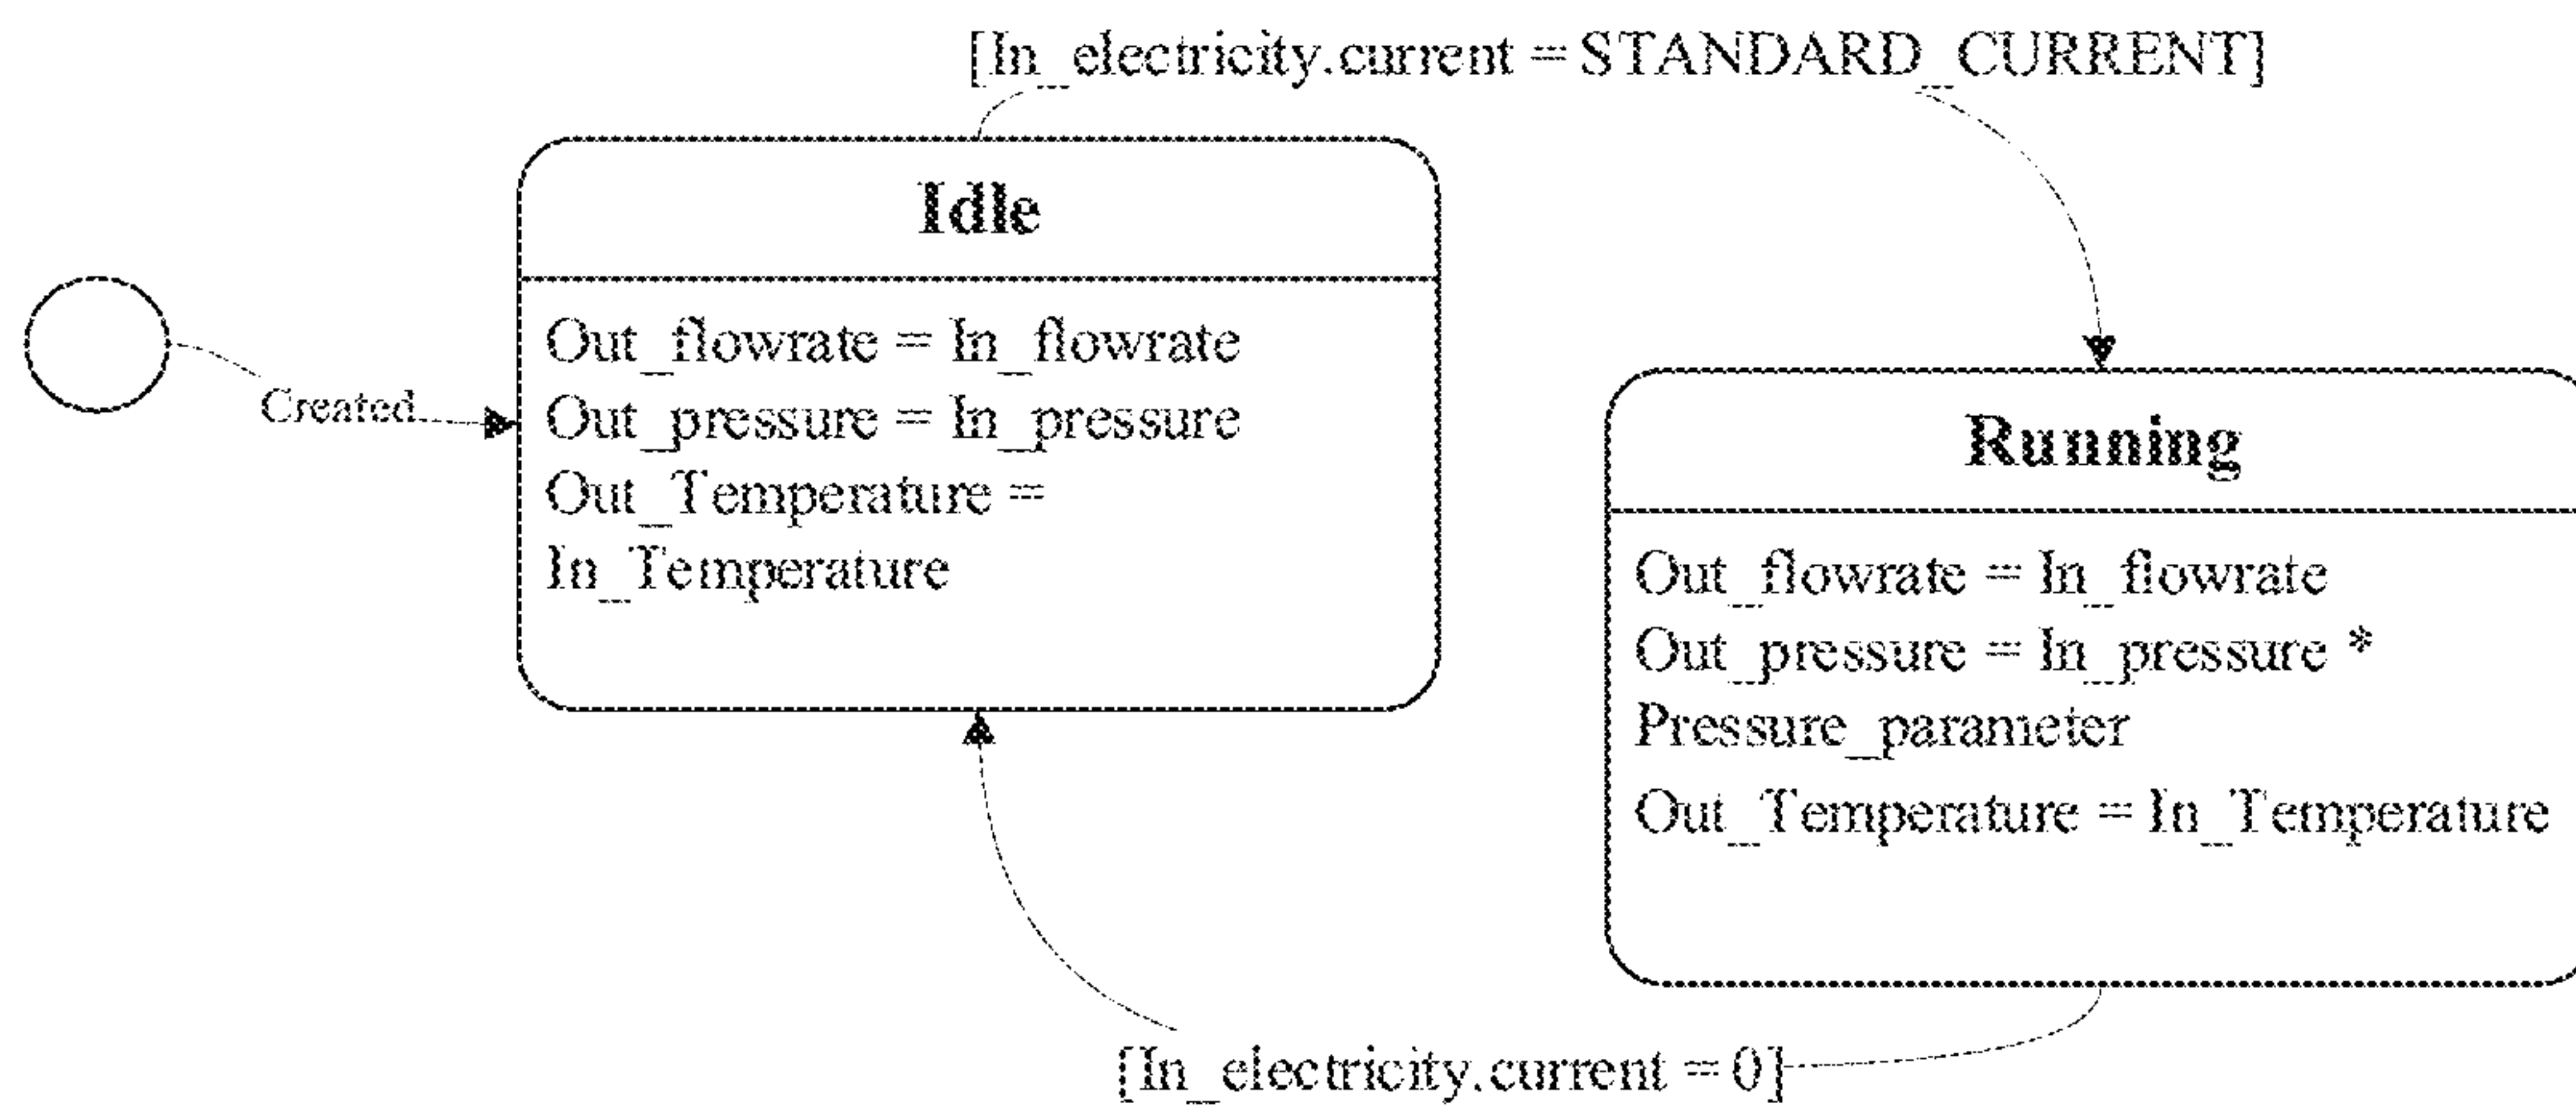 [In_electricity.current = STANDARD_CURRENT]
Idle
Out_flowrate = In_flowrate
Out_pressure = In_pressure
Out_Temperature =
In_Temperature
Created
Running
Out_flowrate = In_flowrate
Out_pressure = In_pressure *
Pressure_parameter
Out_Temperature = In_Temperature
[In_electricity.current = 0]